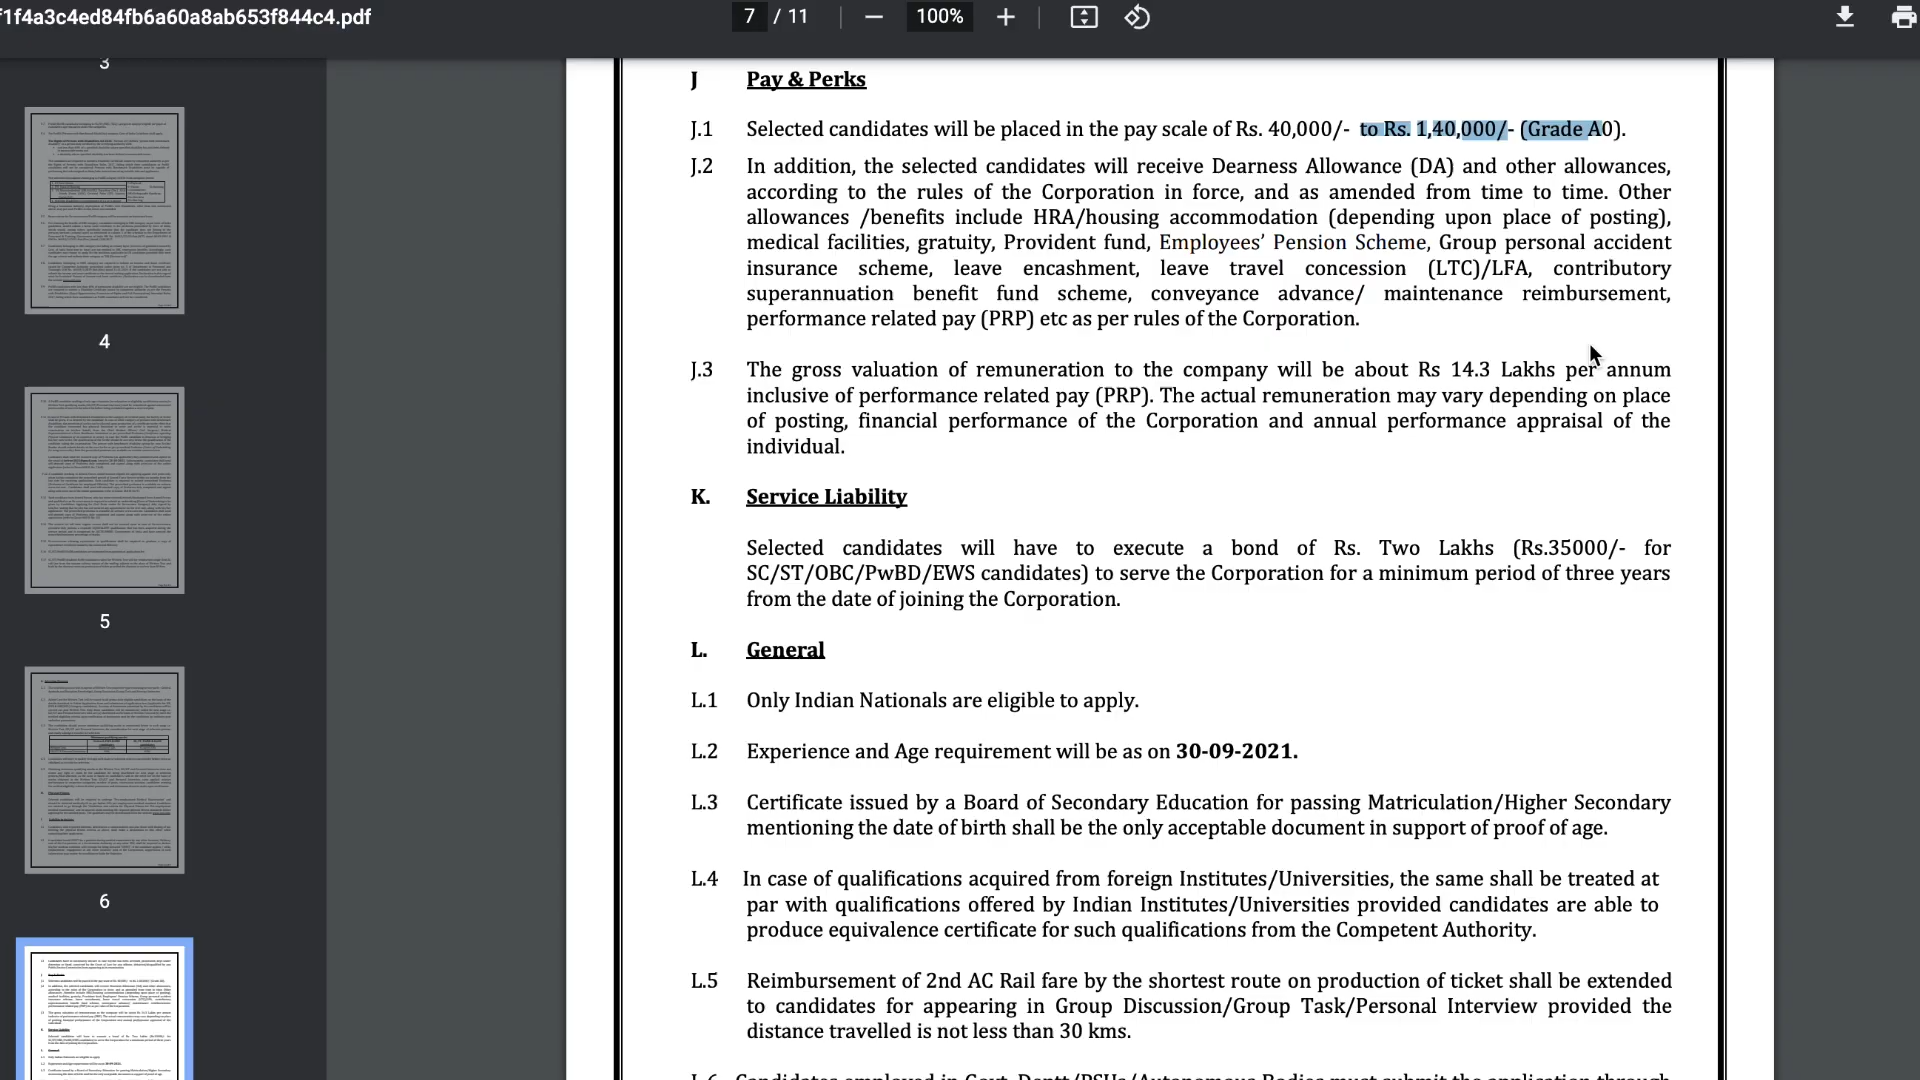 f1f4a3c4ed84fb6a60a8ab653f844c4.pdf
7 / 11
100%
3
4
5
6
J Pay & Perks
J.1 Selected candidates will be placed in the pay scale of Rs. 40,000/- to Rs. 1,40,000/- (Grade A0).
J.2 In addition, the selected candidates will receive Dearness Allowance (DA) and other allowances,
according to the rules of the Corporation in force, and as amended from time to time. Other
allowances /benefits include HRA/housing accommodation (depending upon place of posting),
medical facilities, gratuity, Provident fund, Employees’ Pension Scheme, Group personal accident
insurance scheme, leave encashment, leave travel concession (LTC)/LFA, contributory
superannuation benefit fund scheme, conveyance advance/ maintenance reimbursement,
performance related pay (PRP) etc as per rules of the Corporation.
J.3 The gross valuation of remuneration to the company will be about Rs 14.3 Lakhs per annum
inclusive of performance related pay (PRP). The actual remuneration may vary depending on place
of posting, financial performance of the Corporation and annual performance appraisal of the
individual.
K. Service Liability
Selected candidates will have to execute a bond of Rs. Two Lakhs (Rs.35000/- for
SC/ST/OBC/PwBD/EWS candidates) to serve the Corporation for a minimum period of three years
from the date of joining the Corporation.
L. General
L.1 Only Indian Nationals are eligible to apply.
L.2 Experience and Age requirement will be as on 30-09-2021.
L.3 Certificate issued by a Board of Secondary Education for passing Matriculation/Higher Secondary
mentioning the date of birth shall be the only acceptable document in support of proof of age.
L.4 In case of qualifications acquired from foreign Institutes/Universities, the same shall be treated at
par with qualifications offered by Indian Institutes/Universities provided candidates are able to
produce equivalence certificate for such qualifications from the Competent Authority.
L.5 Reimbursement of 2nd AC Rail fare by the shortest route on production of ticket shall be extended
to candidates for appearing in Group Discussion/Group Task/Personal Interview provided the
distance travelled is not less than 30 kms.
L.6 Candidates employed in Govt. Deptt/PSUs/Autonomous Bodies must submit the application through